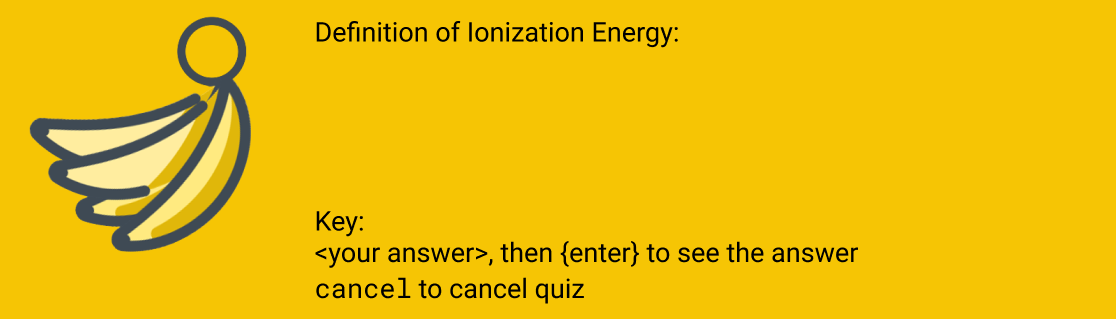 Definition of Ionization Energy:
Key:
<your answer>, then {enter} to see the answer
cancel to cancel quiz